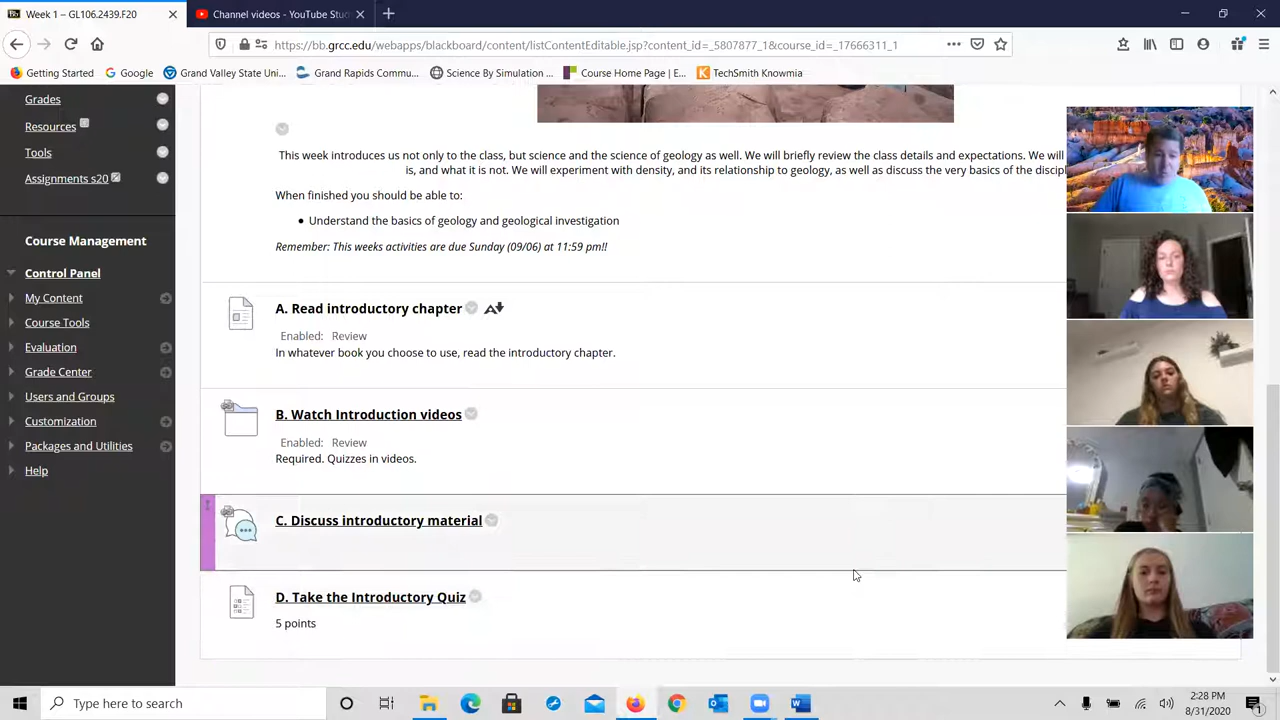 Week 1 – GL106.2439.F20
Channel videos - YouTube Stu
https://bb.grcc.edu/webapps/blackboard/content/listContentEditable.jsp?content_id=_5807877_1&course_id=_17666311_1
Getting Started
Google
Grand Valley State Uni...
Grand Rapids Commu...
Science By Simulation ...
Course Home Page | E...
TechSmith Knowmia
Grades
Resources
Tools
Assignments s20
Course Management
Control Panel
My Content
Course Tools
Evaluation
Grade Center
Users and Groups
Customization
Packages and Utilities
Help
This week introduces us not only to the class, but science and the science of geology as well. We will briefly review the class details and expectations. We will
is, and what it is not. We will experiment with density, and its relationship to geology, as well as discuss the very basics of the discipl
When finished you should be able to:
• Understand the basics of geology and geological investigation
Remember: This weeks activities are due Sunday (09/06) at 11:59 pm!!
A. Read introductory chapter
Enabled: Review
In whatever book you choose to use, read the introductory chapter.
B. Watch Introduction videos
Enabled: Review
Required. Quizzes in videos.
C. Discuss introductory material
D. Take the Introductory Quiz
5 points
Type here to search
2:28 PM
8/31/2020